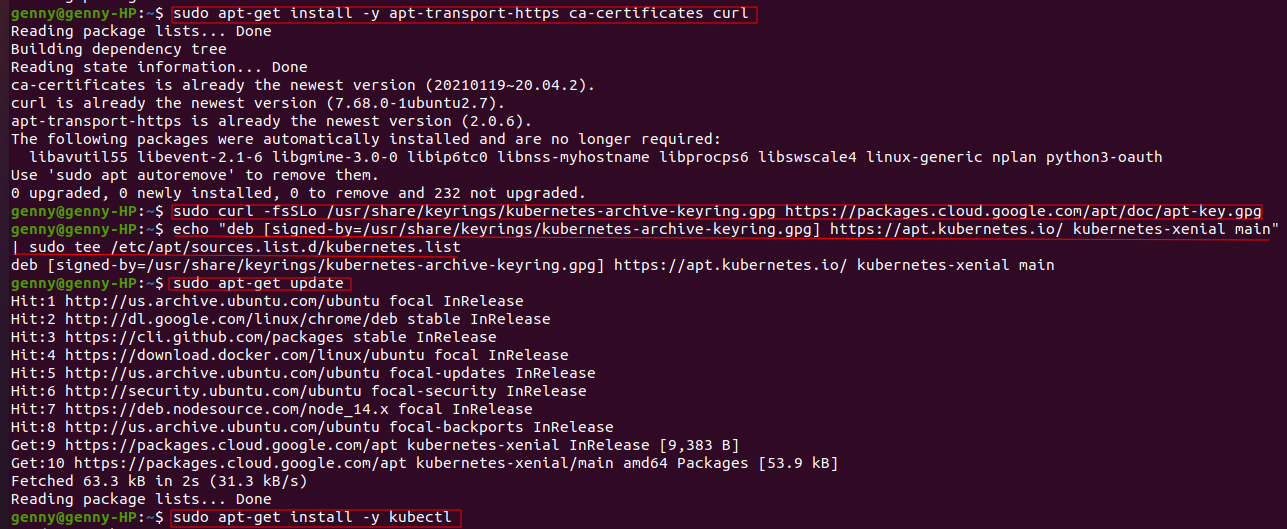 genny@genny-HP:~$ sudo apt-get install -y apt-transport-https ca-certificates curl
Reading package lists... Done
Building dependency tree
Reading state information... Done
ca-certificates is already the newest version (20210119~20.04.2).
curl is already the newest version (7.68.0-1ubuntu2.7).
apt-transport-https is already the newest version (2.0.6).
The following packages were automatically installed and are no longer required:
  libavutil55 libevent-2.1-6 libgmime-3.0-0 libip6tc0 libnss-myhostname libprocps6 libswscale4 linux-generic nplan python3-oauth
Use 'sudo apt autoremove' to remove them.
0 upgraded, 0 newly installed, 0 to remove and 232 not upgraded.
genny@genny-HP:~$ sudo curl -fsSLo /usr/share/keyrings/kubernetes-archive-keyring.gpg https://packages.cloud.google.com/apt/doc/apt-key.gpg
genny@genny-HP:~$ echo "deb [signed-by=/usr/share/keyrings/kubernetes-archive-keyring.gpg] https://apt.kubernetes.io/ kubernetes-xenial main"
| sudo tee /etc/apt/sources.list.d/kubernetes.list
deb [signed-by=/usr/share/keyrings/kubernetes-archive-keyring.gpg] https://apt.kubernetes.io/ kubernetes-xenial main
genny@genny-HP:~$ sudo apt-get update
Hit:1 http://us.archive.ubuntu.com/ubuntu focal InRelease
Hit:2 http://dl.google.com/linux/chrome/deb stable InRelease
Hit:3 https://cli.github.com/packages stable InRelease
Hit:4 https://download.docker.com/linux/ubuntu focal InRelease
Hit:5 http://us.archive.ubuntu.com/ubuntu focal-updates InRelease
Hit:6 http://security.ubuntu.com/ubuntu focal-security InRelease
Hit:7 https://deb.nodesource.com/node_14.x focal InRelease
Hit:8 http://us.archive.ubuntu.com/ubuntu focal-backports InRelease
Get:9 https://packages.cloud.google.com/apt kubernetes-xenial InRelease [9,383 B]
Get:10 https://packages.cloud.google.com/apt kubernetes-xenial/main amd64 Packages [53.9 kB]
Fetched 63.3 kB in 2s (31.3 kB/s)
Reading package lists... Done
genny@genny-HP:~$ sudo apt-get install -y kubectl